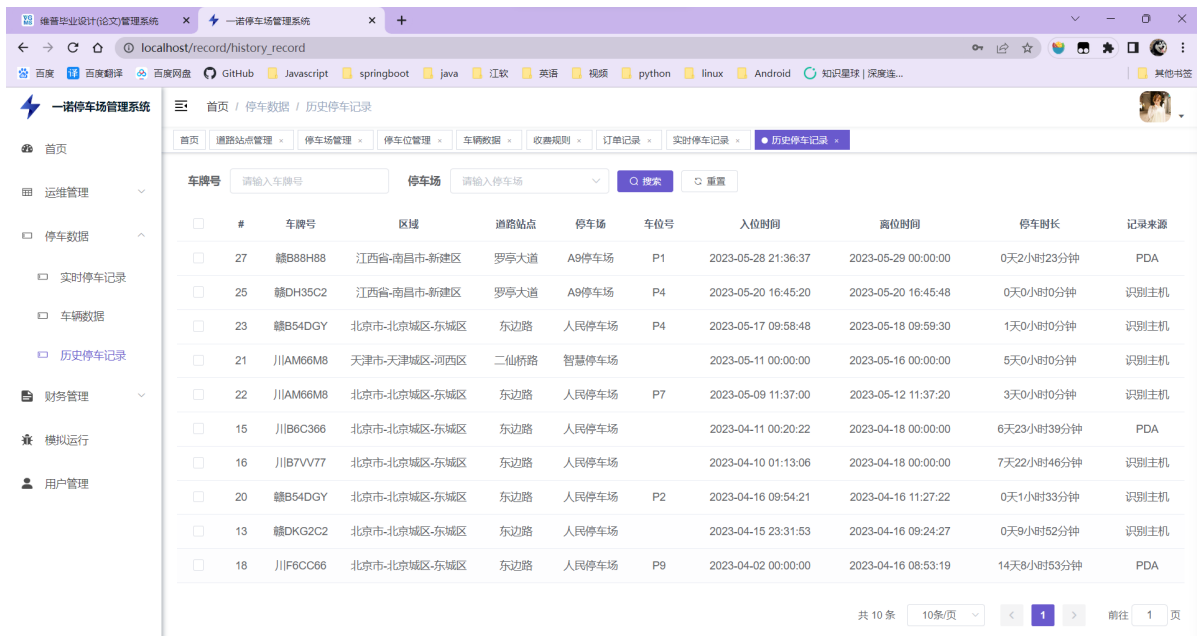 维普毕业设计(论文)管理系统 一诺停车场管理系统
localhost/record/history_record
百度 百度翻译 百度网盘 GitHub Javascript springboot java 江软 英语 视频 python linux Android 知识星球 | 深度连... 其他书签
一诺停车场管理系统 首页 / 停车数据 / 历史停车记录
首页 道路站点管理 × 停车场管理 × 停车位管理 × 车辆数据 × 收费规则 × 订单记录 × 实时停车记录 × 历史停车记录 ×
首页
运维管理
停车数据
实时停车记录
车辆数据
历史停车记录
财务管理
模拟运行
用户管理
车牌号 请输入车牌号 停车场 请输入停车场 搜索 重置
# 车牌号 区域 道路站点 停车场 车位号 入位时间 离位时间 停车时长 记录来源
27 赣B88H88 江西省-南昌市-新建区 罗亭大道 A9停车场 P1 2023-05-28 21:36:37 2023-05-29 00:00:00 0天2小时23分钟 PDA
25 赣DH35C2 江西省-南昌市-新建区 罗亭大道 A9停车场 P4 2023-05-20 16:45:20 2023-05-20 16:45:48 0天0小时0分钟 识别主机
23 赣B54DGY 北京市-北京城区-东城区 东边路 人民停车场 P4 2023-05-17 09:58:48 2023-05-18 09:59:30 1天0小时0分钟 识别主机
21 川AM66M8 天津市-天津城区-河西区 二仙桥路 智慧停车场 2023-05-11 00:00:00 2023-05-16 00:00:00 5天0小时0分钟 识别主机
22 川AM66M8 北京市-北京城区-东城区 东边路 人民停车场 P7 2023-05-09 11:37:00 2023-05-12 11:37:20 3天0小时0分钟 识别主机
15 川B6C366 北京市-北京城区-东城区 东边路 人民停车场 2023-04-11 00:20:22 2023-04-18 00:00:00 6天23小时39分钟 PDA
16 川B7VV77 北京市-北京城区-东城区 东边路 人民停车场 2023-04-10 01:13:06 2023-04-18 00:00:00 7天22小时46分钟 识别主机
20 赣B54DGY 北京市-北京城区-东城区 东边路 人民停车场 P2 2023-04-16 09:54:21 2023-04-16 11:27:22 0天1小时33分钟 识别主机
13 赣DKG2C2 北京市-北京城区-东城区 东边路 人民停车场 2023-04-15 23:31:53 2023-04-16 09:24:27 0天9小时52分钟 识别主机
18 川F6CC66 北京市-北京城区-东城区 东边路 人民停车场 P9 2023-04-02 00:00:00 2023-04-16 08:53:19 14天8小时53分钟 PDA
共 10 条 10条/页 < 1 > 前往 1 页